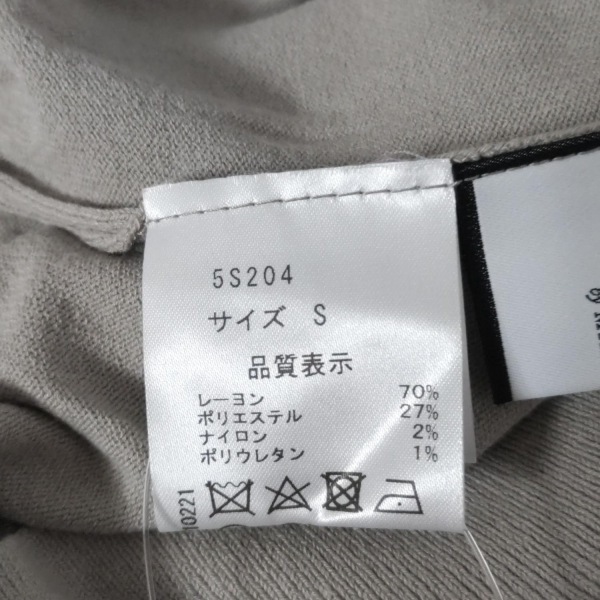 5S204
サイズ S
品質表示
レーヨン 70%
ポリエステル 27%
ナイロン 2%
ポリウレタン 1%
10221